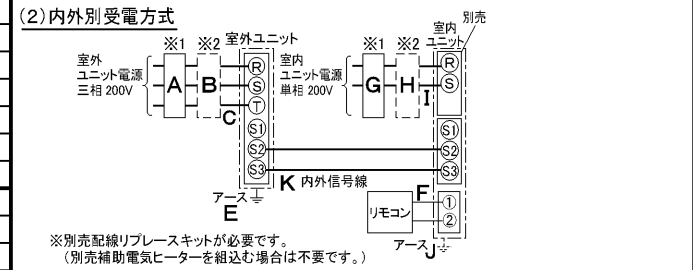 (2)内外別受電方式
別売
※1 ※2 室外ユニット
※1 ※2 室内ユニット
室外ユニット電源
三相 200V
A B C
R
S
T
S1
S2
S3
アース
E
室内ユニット電源
単相 200V
G H I
R
S
S1
S2
S3
K 内外信号線
リモコン
F
①
②
アース J
※別売配線リプレースキットが必要です。
(別売補助電気ヒーターを組込む場合は不要です。)